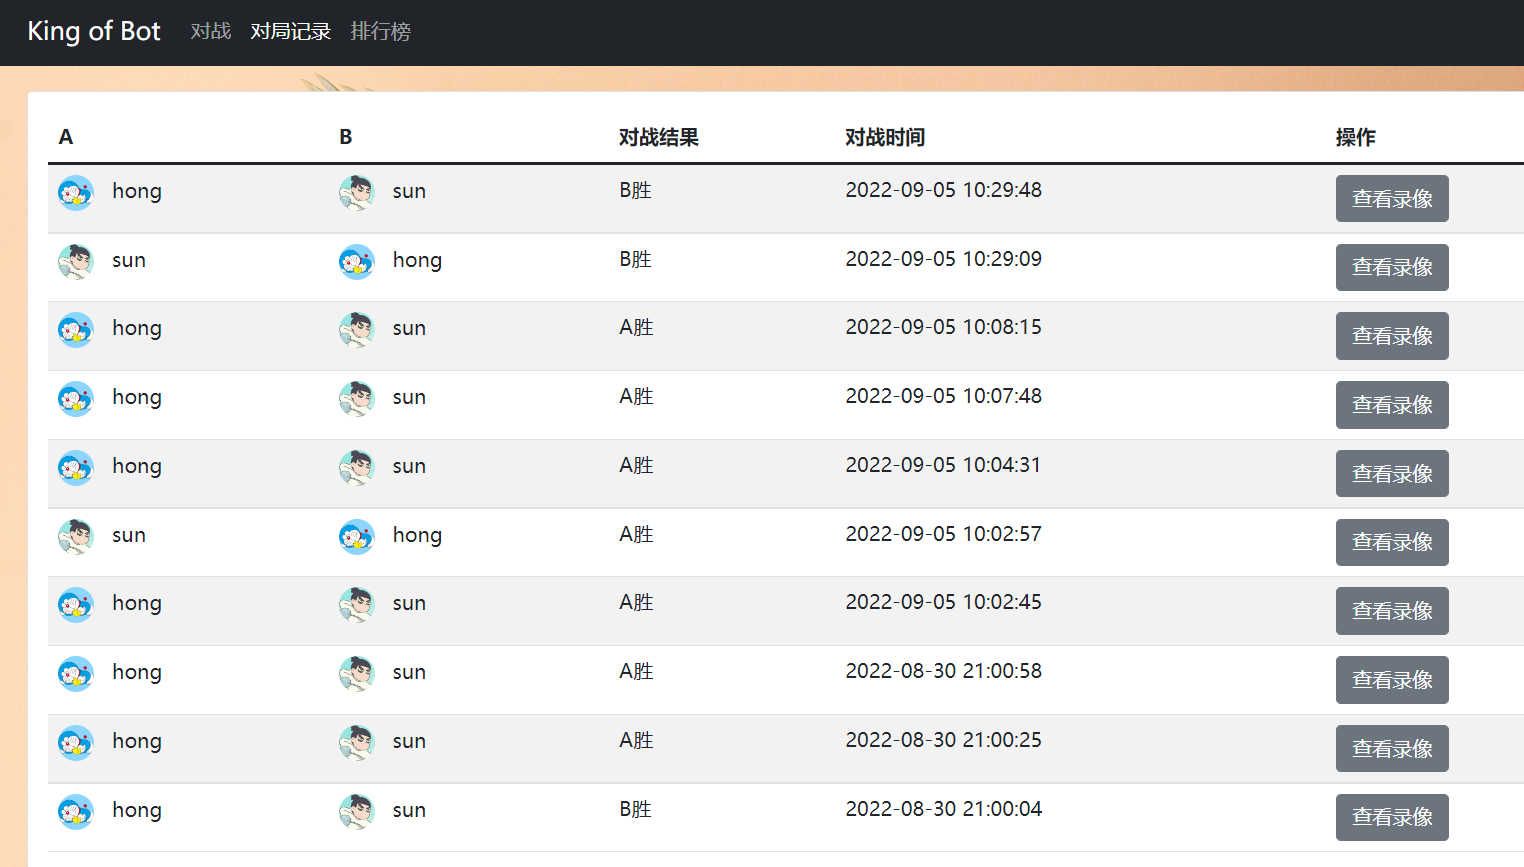 King of Bot 对战 对局记录 排行榜
A B 对战结果 对战时间 操作
hong sun B胜 2022-09-05 10:29:48 查看录像
sun hong B胜 2022-09-05 10:29:09 查看录像
hong sun A胜 2022-09-05 10:08:15 查看录像
hong sun A胜 2022-09-05 10:07:48 查看录像
hong sun A胜 2022-09-05 10:04:31 查看录像
sun hong A胜 2022-09-05 10:02:57 查看录像
hong sun A胜 2022-09-05 10:02:45 查看录像
hong sun A胜 2022-08-30 21:00:58 查看录像
hong sun A胜 2022-08-30 21:00:25 查看录像
hong sun B胜 2022-08-30 21:00:04 查看录像